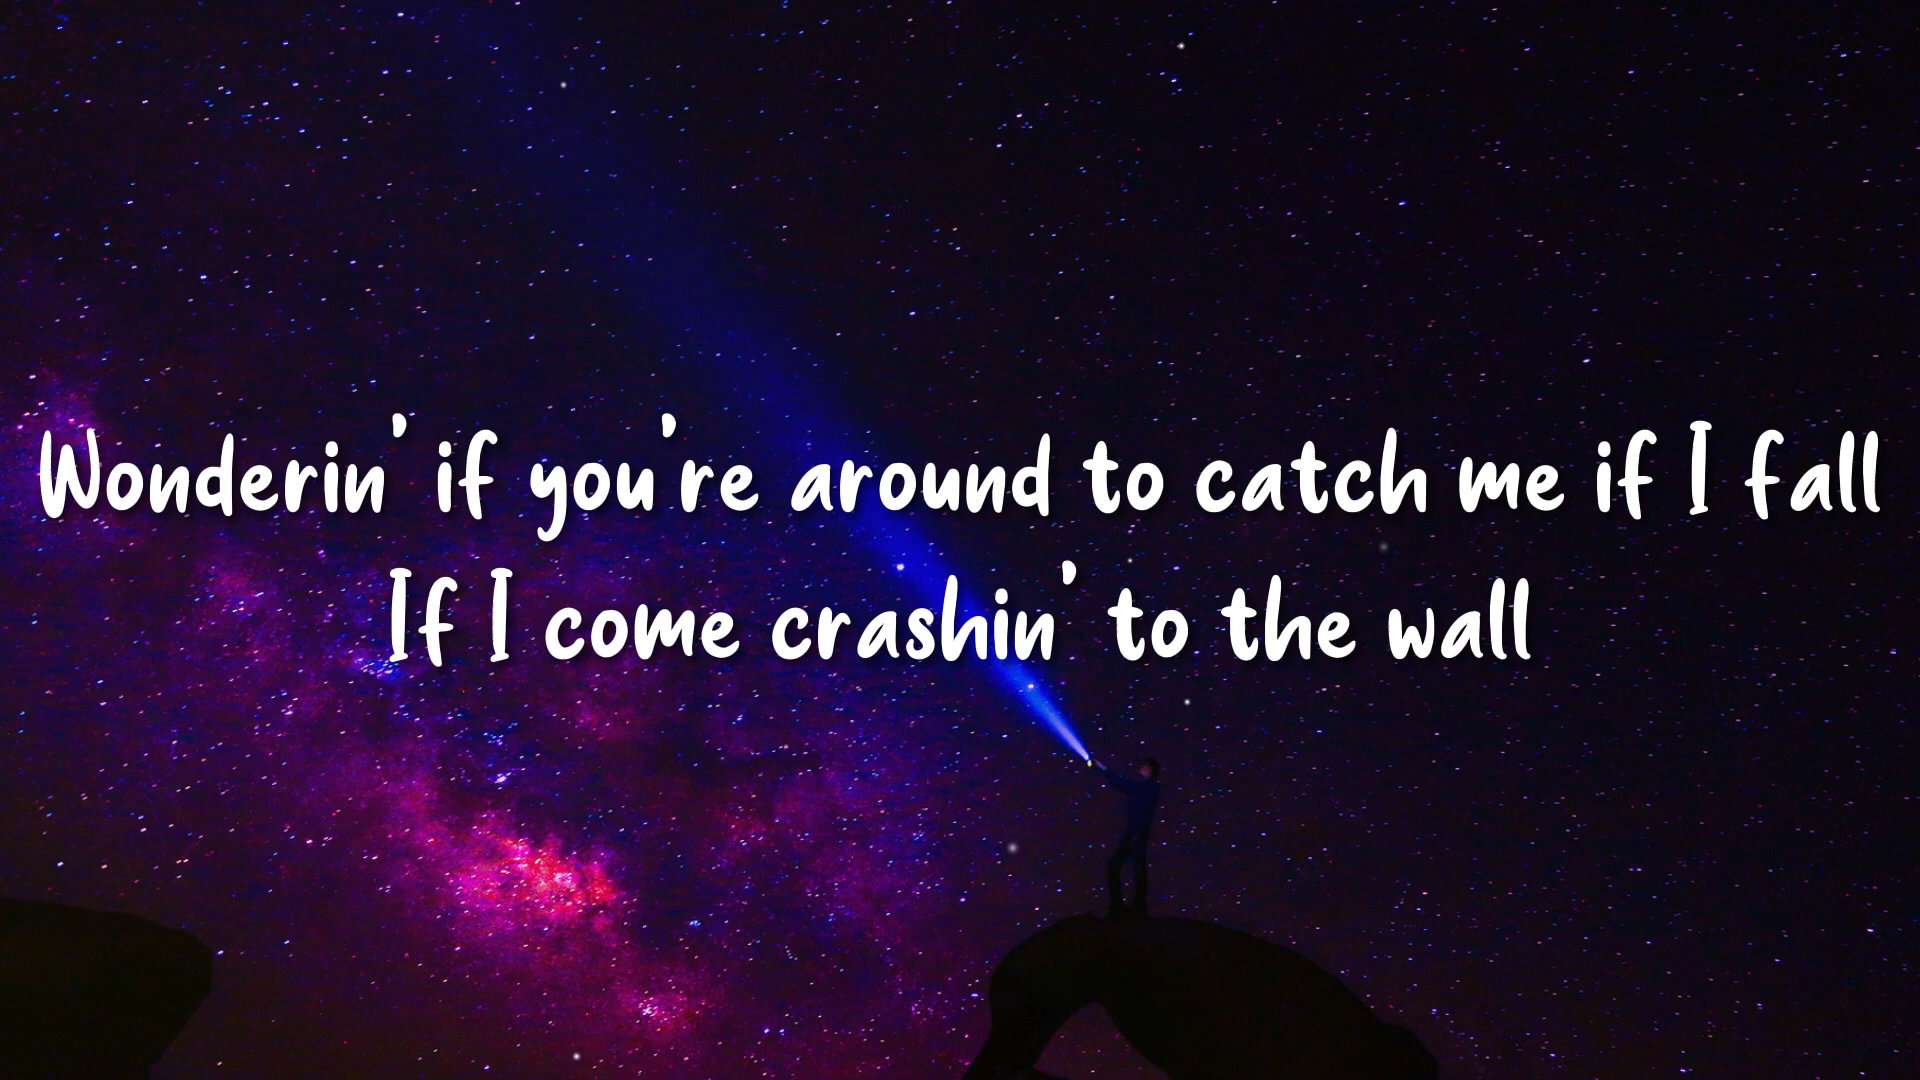 Wonderin' if you're around to catch me if I fall
If I come crashin' to the wall